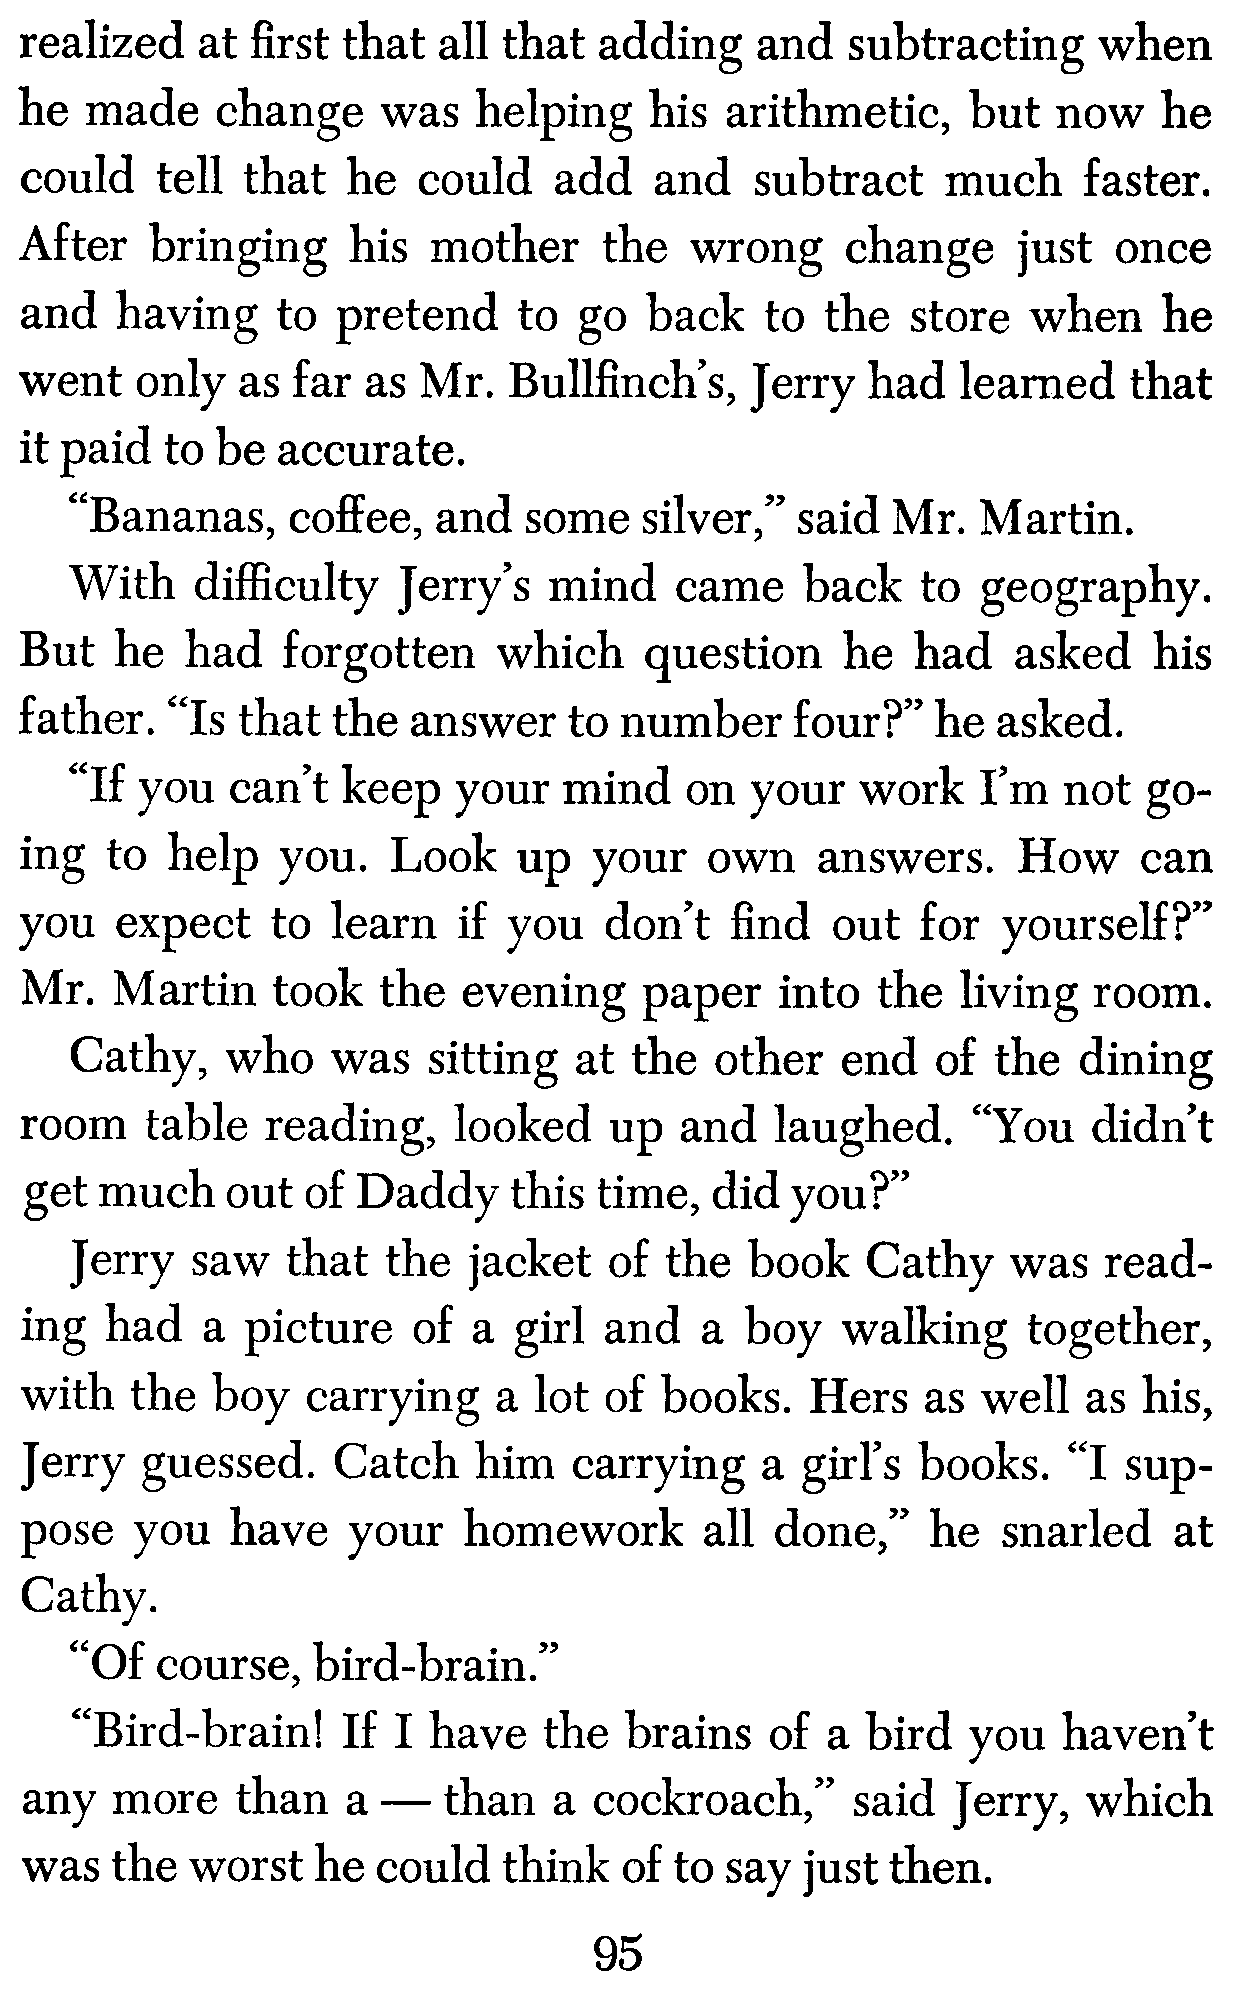 realized at first that all that adding and subtracting when
he made change was helping his arithmetic, but now he
could tell that he could add and subtract much faster.
After bringing his mother the wrong change just once
and having to pretend to go back to the store when he
went only as far as Mr. Bullfinch’s, Jerry had learned that
it paid to be accurate.
“Bananas, coffee, and some silver,” said Mr. Martin.
With difficulty Jerry’s mind came back to geography.
But he had forgotten which question he had asked his
father. “Is that the answer to number four?” he asked.
“If you can’t keep your mind on your work I’m not go-
ing to help you. Look up your own answers. How can
you expect to learn if you don’t find out for yourself?”
Mr. Martin took the evening paper into the living room.
Cathy, who was sitting at the other end of the dining
room table reading, looked up and laughed. “You didn’t
get much out of Daddy this time, did you?”
Jerry saw that the jacket of the book Cathy was read-
ing had a picture of a girl and a boy walking together,
with the boy carrying a lot of books. Hers as well as his,
Jerry guessed. Catch him carrying a girl’s books. “I sup-
pose you have your homework all done,” he snarled at
Cathy.
“Of course, bird-brain.”
“Bird-brain! If I have the brains of a bird you haven’t
any more than a — than a cockroach,” said Jerry, which
was the worst he could think of to say just then.
95